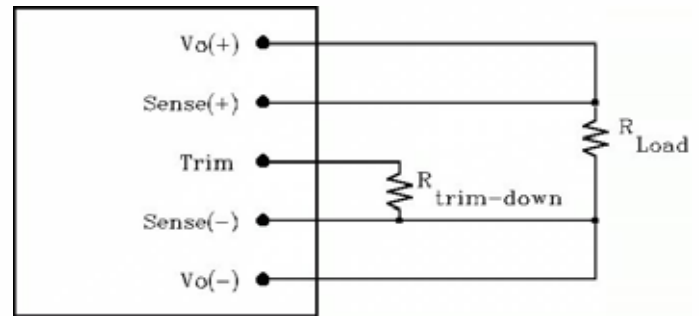 Vo(+)
Sense(+)
R
Load
Trim
R
trim-down
Sense(-)
Vo(-)